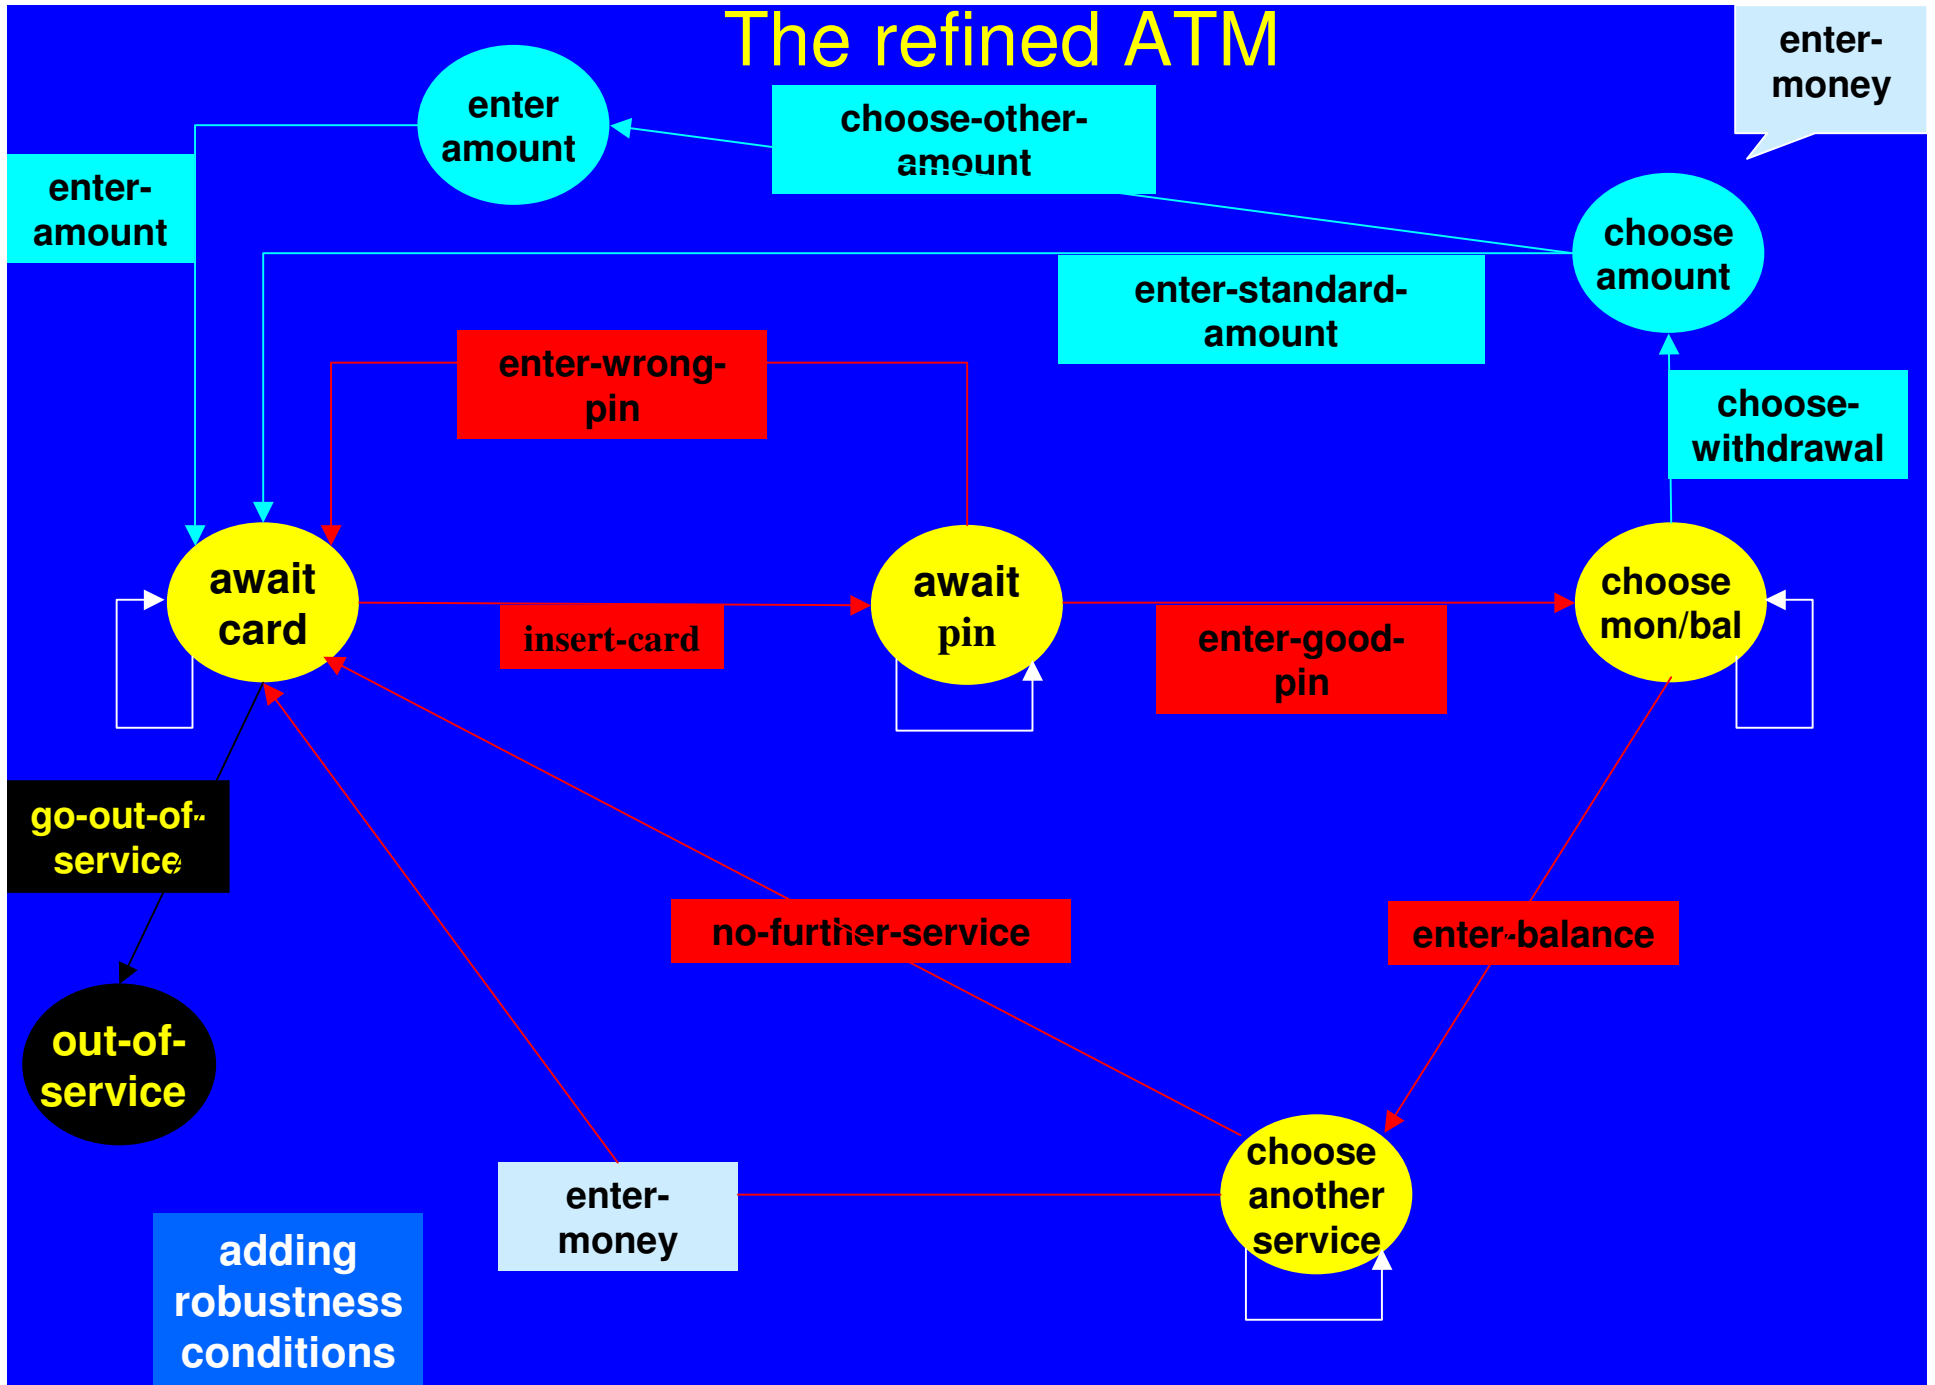 The refined ATM
enter-
money
enter
amount
choose-other-
amount
enter-
amount
choose
amount
enter-standard-
amount
enter-wrong-
pin
choose-
withdrawal
await
card
insert-card
await
pin
enter-good-
pin
choose
mon/bal
go-out-of-
service
no-further-service
enter-balance
out-of-
service
choose
another
service
enter-
money
adding
robustness
conditions